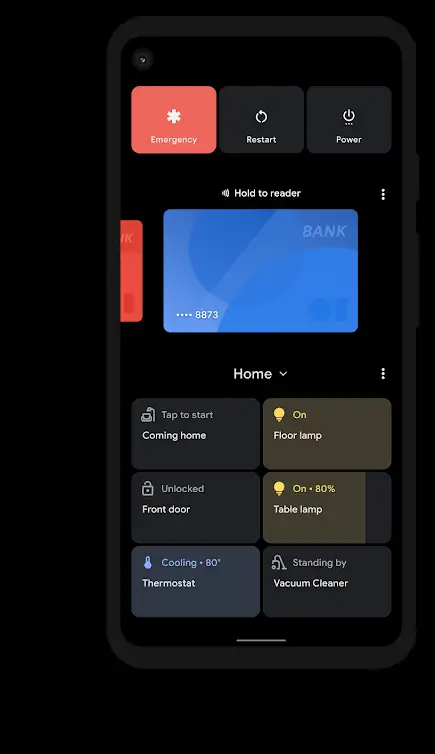 Emergency
Restart
Power
Hold to reader
BANK
•••• 8873
Home
Tap to start
Coming home
On
Floor lamp
Unlocked
Front door
On • 80%
Table lamp
Cooling • 80°
Thermostat
Standing by
Vacuum Cleaner